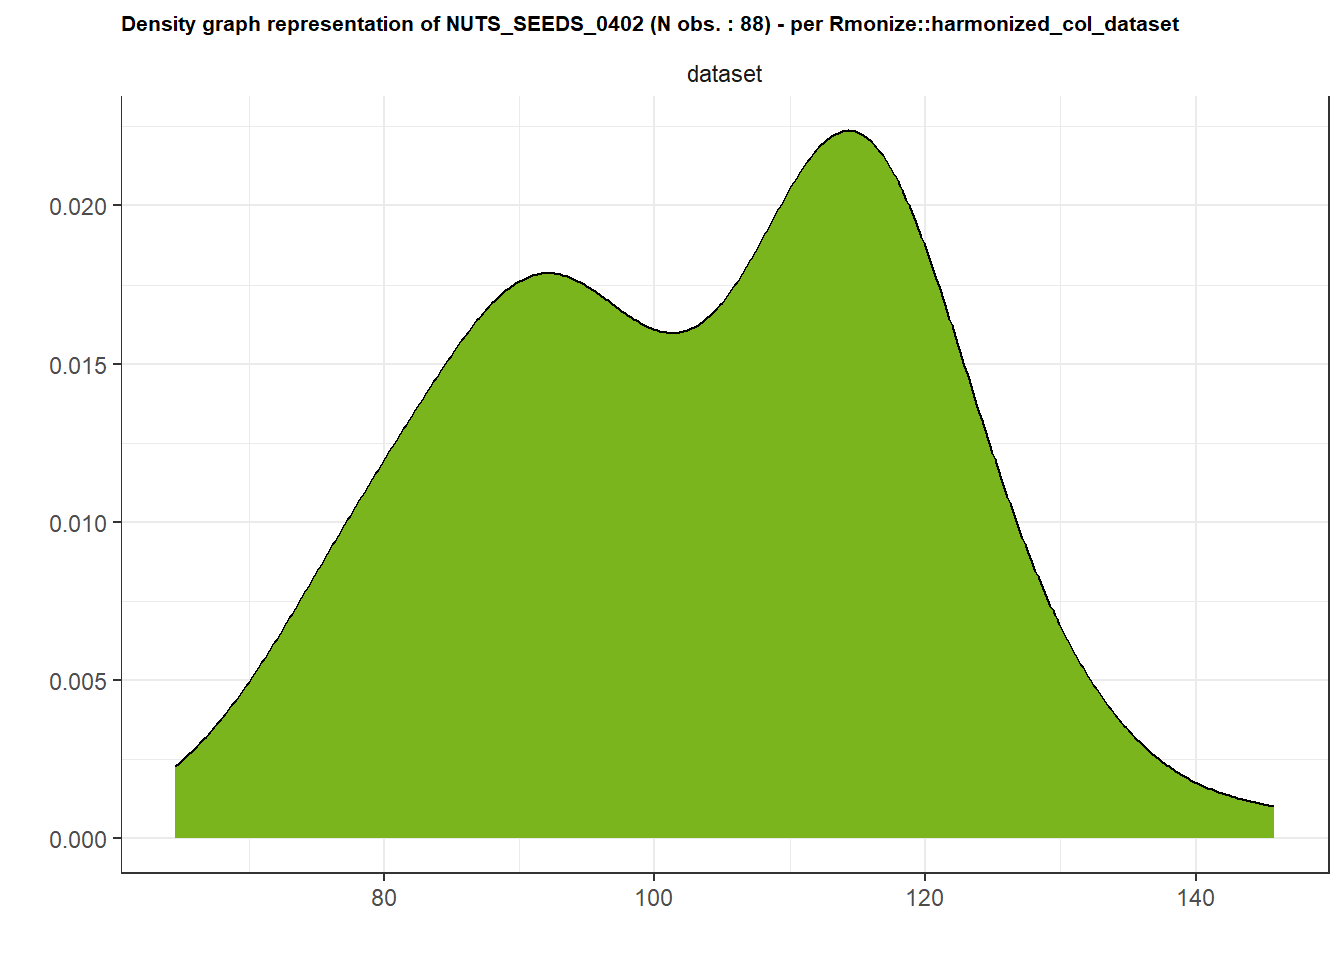 Density graph representation of NUTS_SEEDS_0402 (N obs. : 88) - per Rmonize::harmonized_col_dataset
dataset
0.020
0.015
0.010
0.005
0.000
80 100 120 140